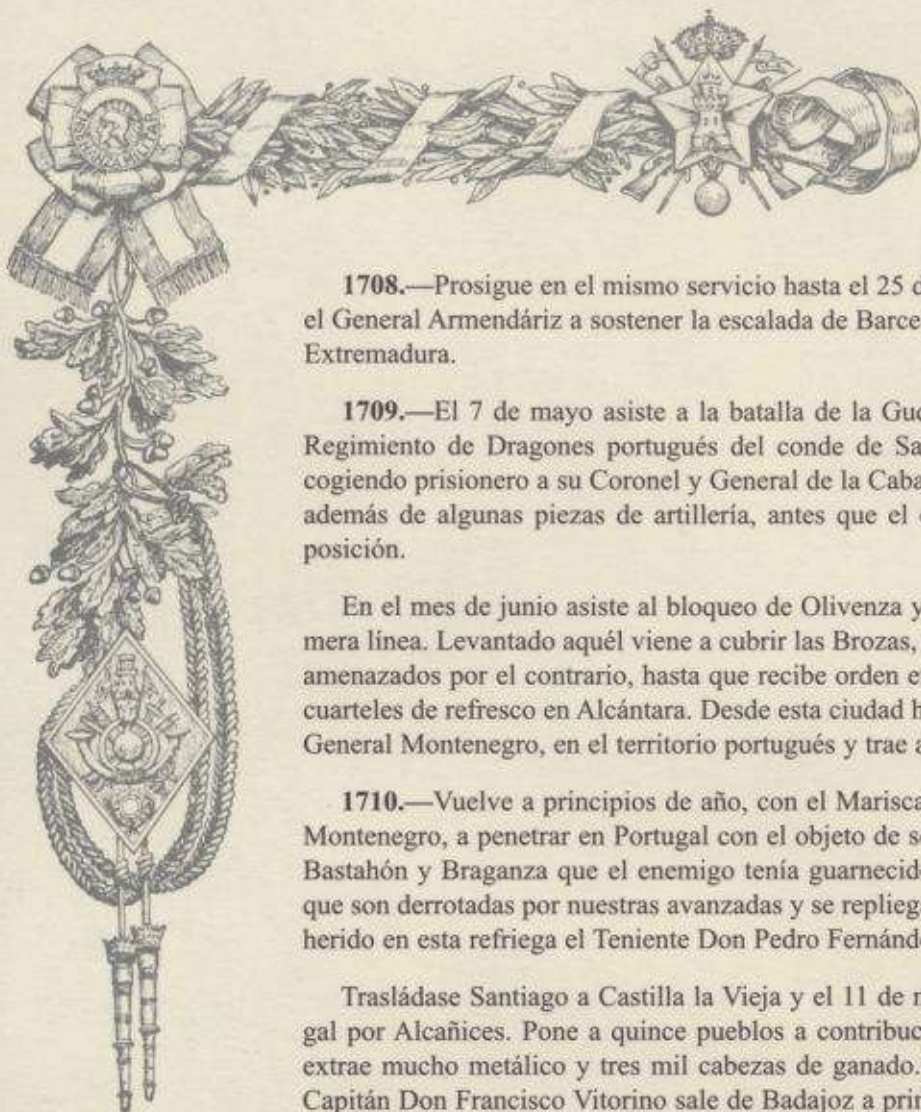 1708.—Prosigue en el mismo servicio hasta el 25 d
el General Armendáriz a sostener la escalada de Barce
Extremadura.
1709.—El 7 de mayo asiste a la batalla de la Gud
Regimiento de Dragones portugués del conde de Sa
cogiendo prisionero a su Coronel y General de la Caba
además de algunas piezas de artillería, antes que el
posición.
En el mes de junio asiste al bloqueo de Olivenza y
mera línea. Levantado aquél viene a cubrir las Brozas,
amenazados por el contrario, hasta que recibe orden e
cuarteles de refresco en Alcántara. Desde esta ciudad h
General Montenegro, en el territorio portugués y trae a
1710.—Vuelve a principios de año, con el Marisca
Montenegro, a penetrar en Portugal con el objeto de s
Bastahón y Braganza que el enemigo tenía guarnecid
que son derrotadas por nuestras avanzadas y se replieg
herido en esta refriega el Teniente Don Pedro Fernánd
Trasládase Santiago a Castilla la Vieja y el 11 de
gal por Alcañices. Pone a quince pueblos a contribuc
extrae mucho metálico y tres mil cabezas de ganado.
Capitán Don Francisco Vitorino sale de Badajoz a pri